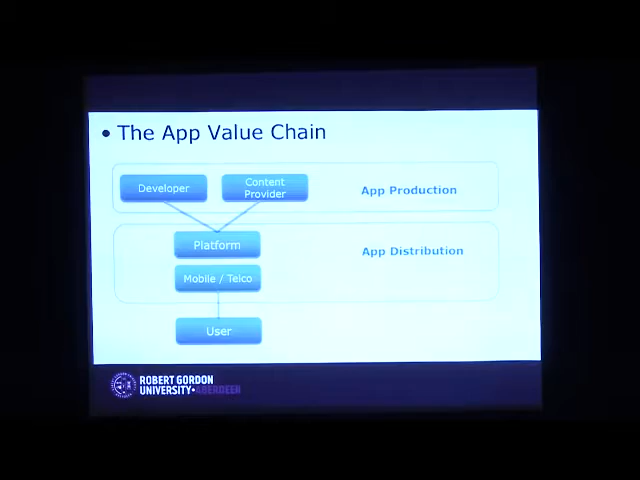 • The App Value Chain
Developer
Content
Provider
App Production
Platform
App Distribution
Mobile / Telco
User
ROBERT GORDON
UNIVERSITY•ABERDEEN